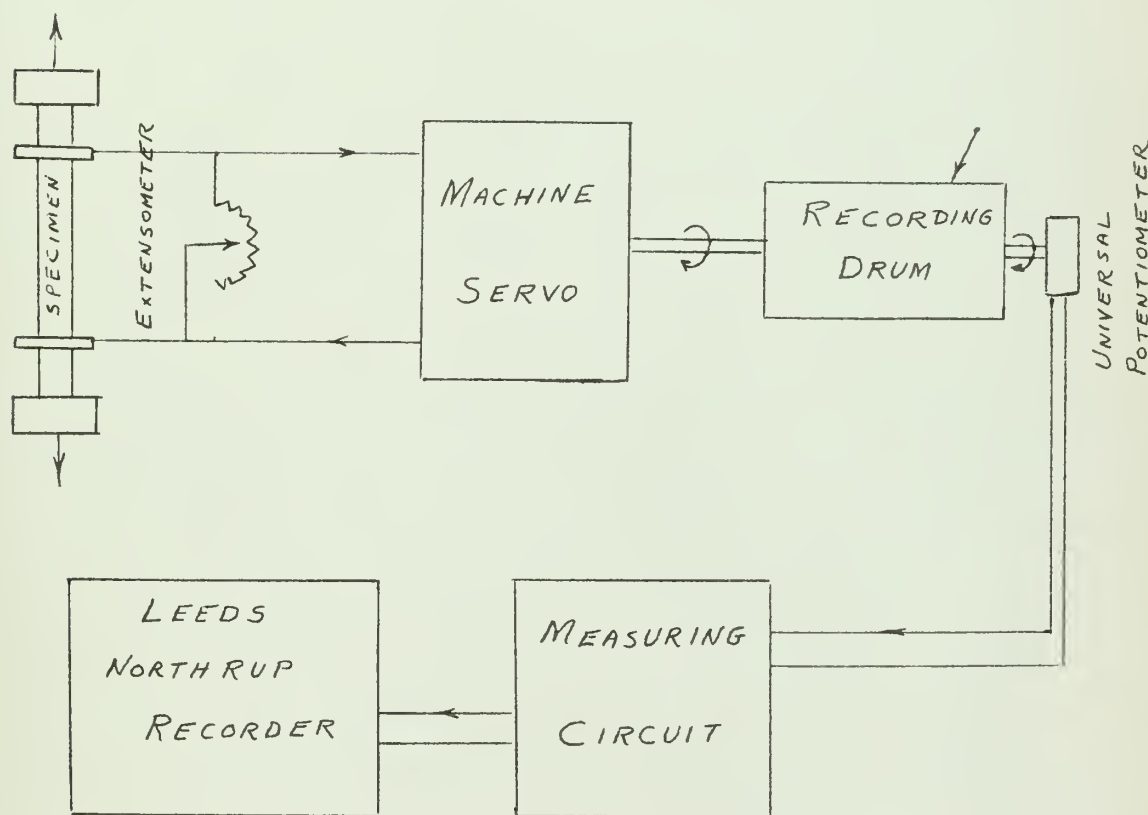 SPECIMEN
EXTENSOMETER
MACHINE
SERVO
RECORDING
DRUM
UNIVERSAL
POTENTIOMETER
LEEDS
NORTHRUP
RECORDER
MEASURING
CIRCUIT